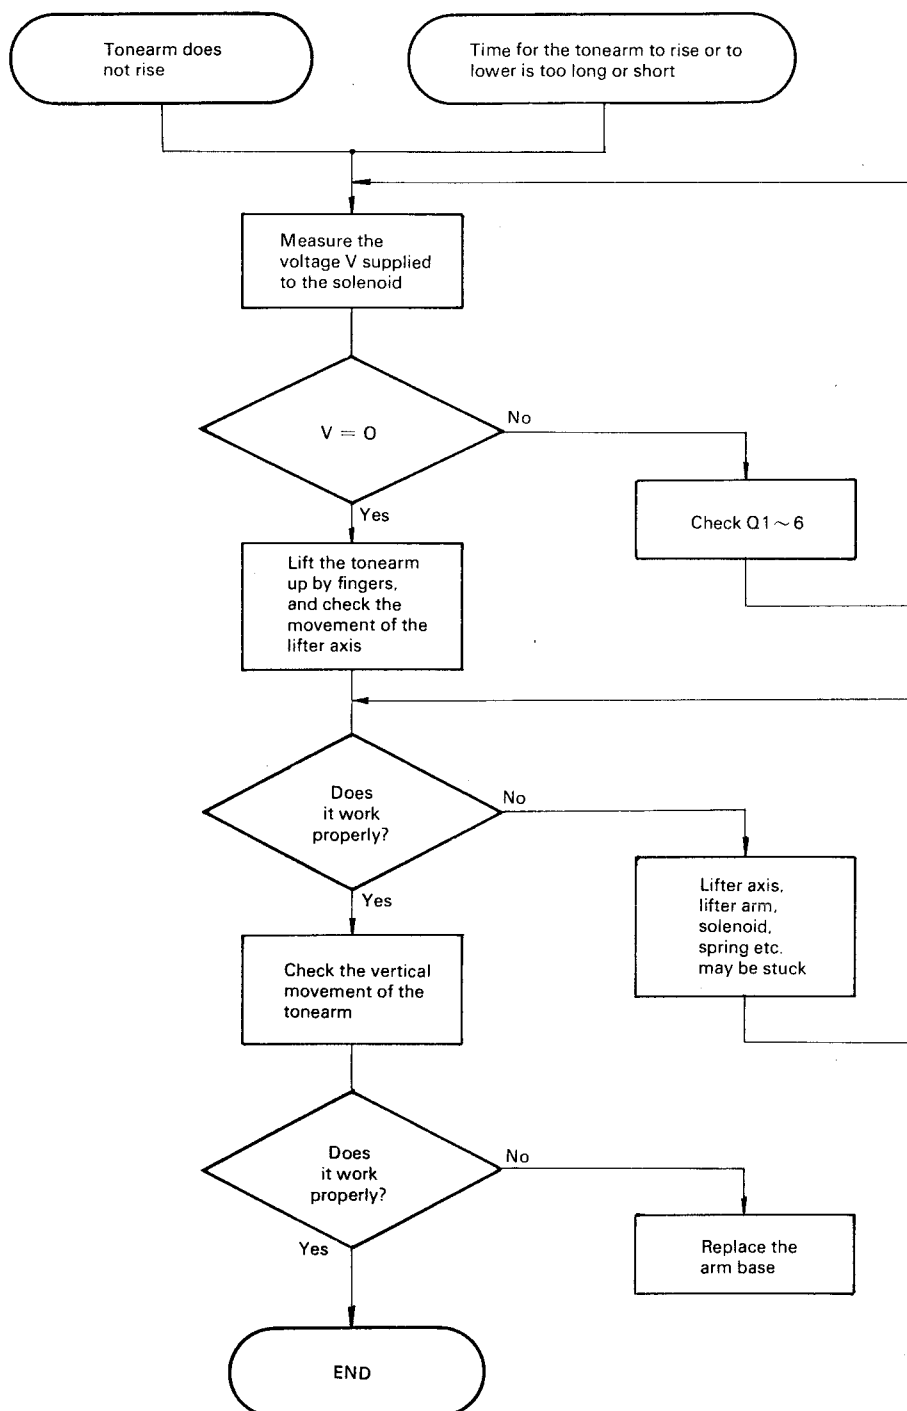 Tonearm does
not rise
Time for the tonearm to rise or to
lower is too long or short
Measure the
voltage V supplied
to the solenoid
V = 0
No
Yes
Check Q1~6
Lift the tonearm
up by fingers,
and check the
movement of the
lifter axis
Does
it work
properly?
No
Yes
Lifter axis,
lifter arm,
solenoid,
spring etc.
may be stuck
Check the vertical
movement of the
tonearm
Does
it work
properly?
No
Yes
Replace the
arm base
END